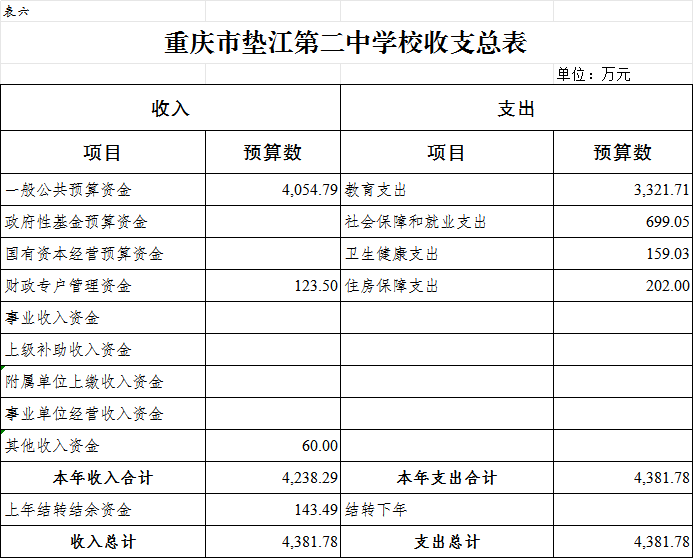 表六
重庆市垫江第二中学校收支总表
单位：万元
收入 支出
项目 预算数 项目 预算数
一般公共预算资金 4,054.79 教育支出 3,321.71
政府性基金预算资金 社会保障和就业支出 699.05
国有资本经营预算资金 卫生健康支出 159.03
财政专户管理资金 123.50 住房保障支出 202.00
事业收入资金
上级补助收入资金
附属单位上缴收入资金
事业单位经营收入资金
其他收入资金 60.00
本年收入合计 4,238.29 本年支出合计 4,381.78
上年结转结余资金 143.49 结转下年
收入总计 4,381.78 支出总计 4,381.78